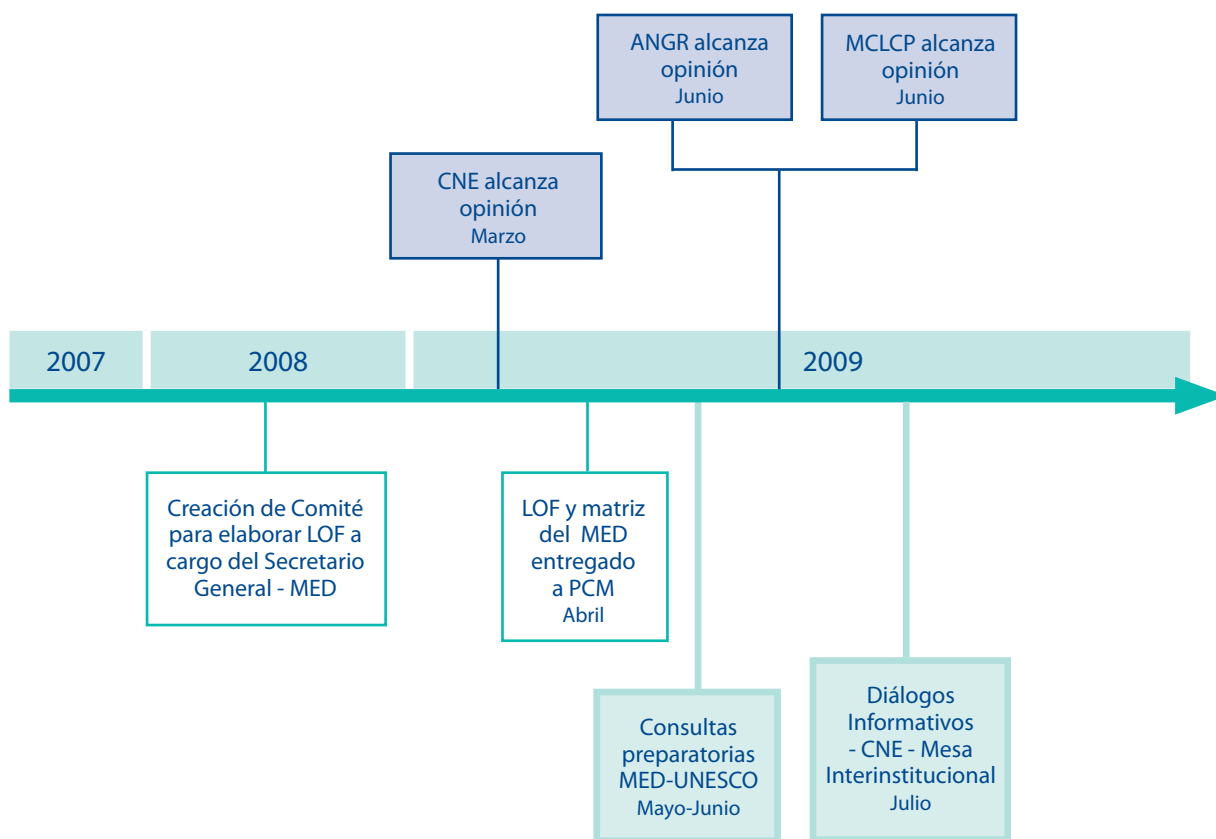 ANGR alcanza
opinión
Junio
MCLCP alcanza
opinión
Junio
CNE alcanza
opinión
Marzo
2007
2008
2009
Creación de Comité
para elaborar LOF a
cargo del Secretario
General - MED
LOF y matriz
del MED
entregado
a PCM
Abril
Consultas
preparatorias
MED-UNESCO
Mayo-Junio
Diálogos
Informativos
- CNE - Mesa
Interinstitucional
Julio